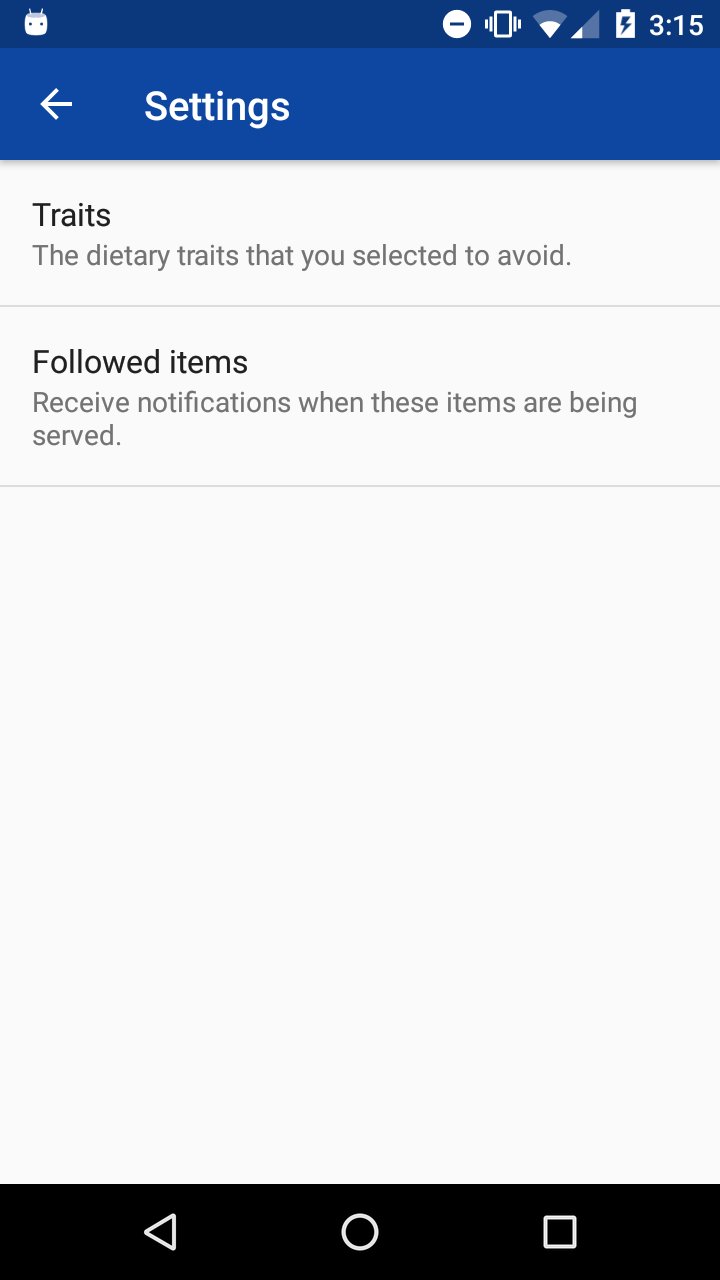 3:15
Settings
Traits
The dietary traits that you selected to avoid.
Followed items
Receive notifications when these items are being
served.